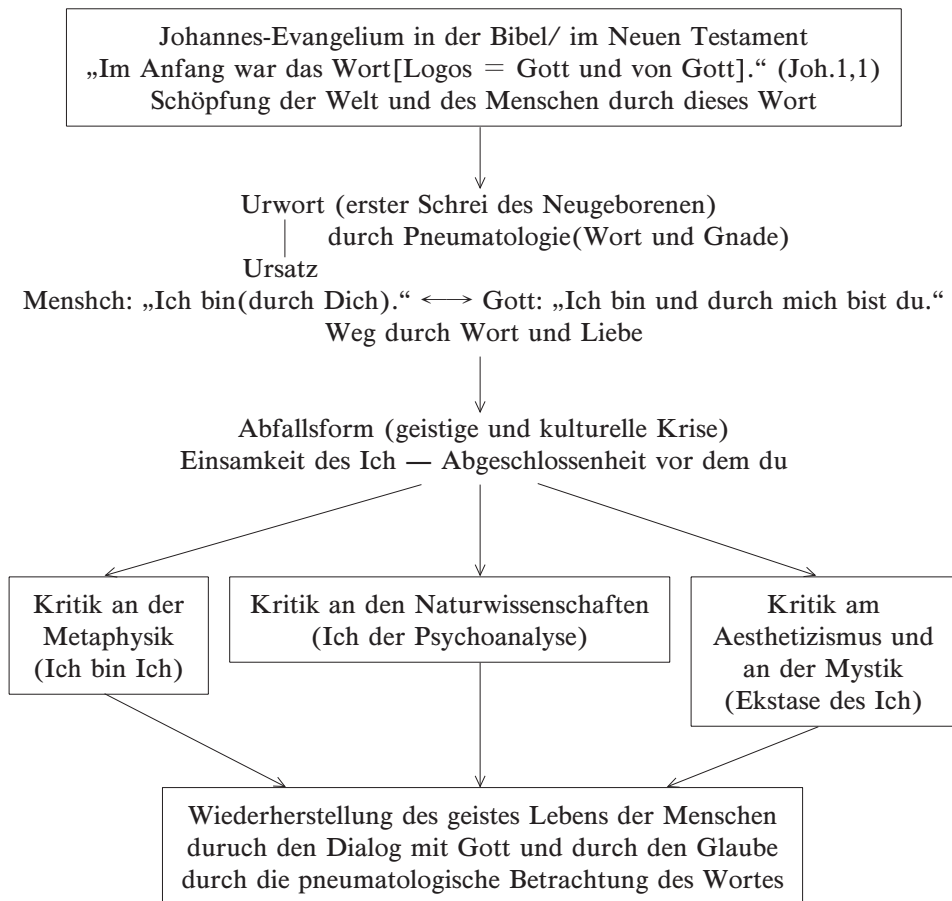 Johannes-Evangelium in der Bibel/ im Neuen Testament
„Im Anfang war das Wort[Logos = Gott und von Gott].“ (Joh.1,1)
Schöpfung der Welt und des Menschen durch dieses Wort
Urwort (erster Schrei des Neugeborenen)
durch Pneumatologie(Wort und Gnade)
Ursatz
Menshch: „Ich bin(durch Dich).“ ⟷ Gott: „Ich bin und durch mich bist du.“
Weg durch Wort und Liebe
Abfallsform (geistige und kulturelle Krise)
Einsamkeit des Ich — Abgeschlossenheit vor dem du
Kritik an der
Metaphysik
(Ich bin Ich)
Kritik an den Naturwissenschaften
(Ich der Psychoanalyse)
Kritik am
Aesthetizismus und
an der Mystik
(Ekstase des Ich)
Wiederherstellung des geistes Lebens der Menschen
duruch den Dialog mit Gott und durch den Glaube
durch die pneumatologische Betrachtung des Wortes